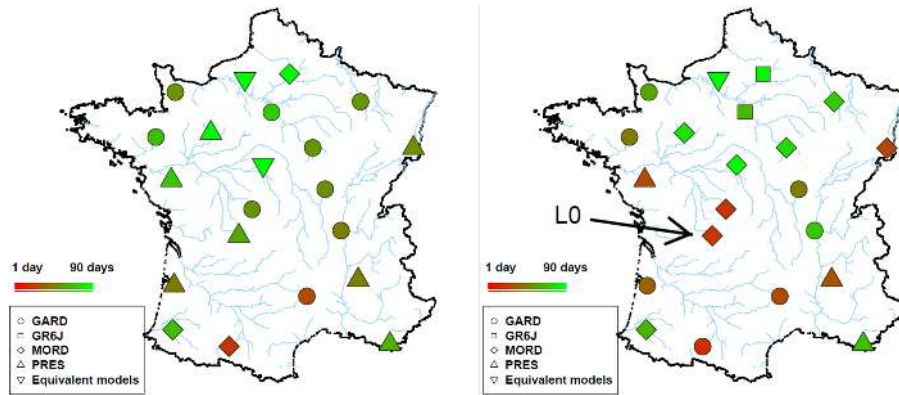 1 day 90 days
GARD
GR6J
MORD
PRES
Equivalent models
L0
1 day 90 days
GARD
GR6J
MORD
PRES
Equivalent models